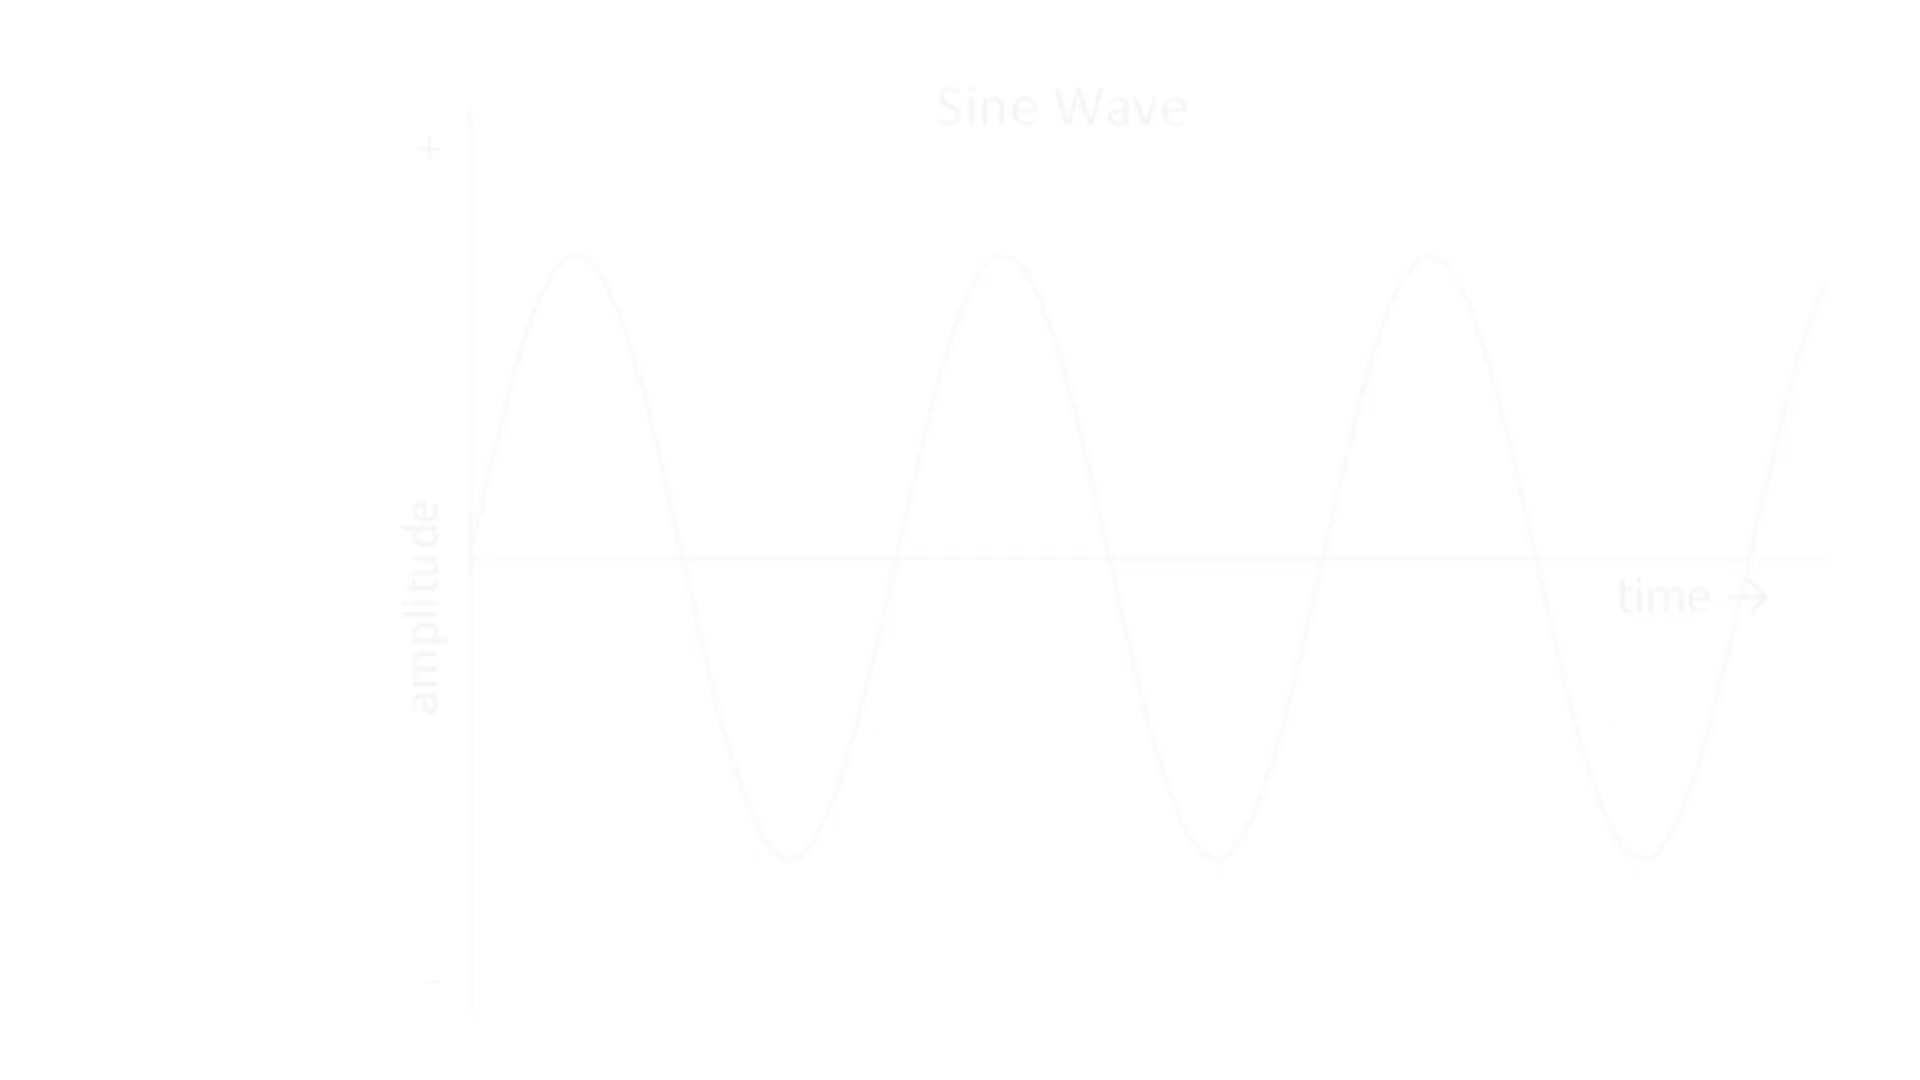 Sine Wave
+
amplitude
time →
-